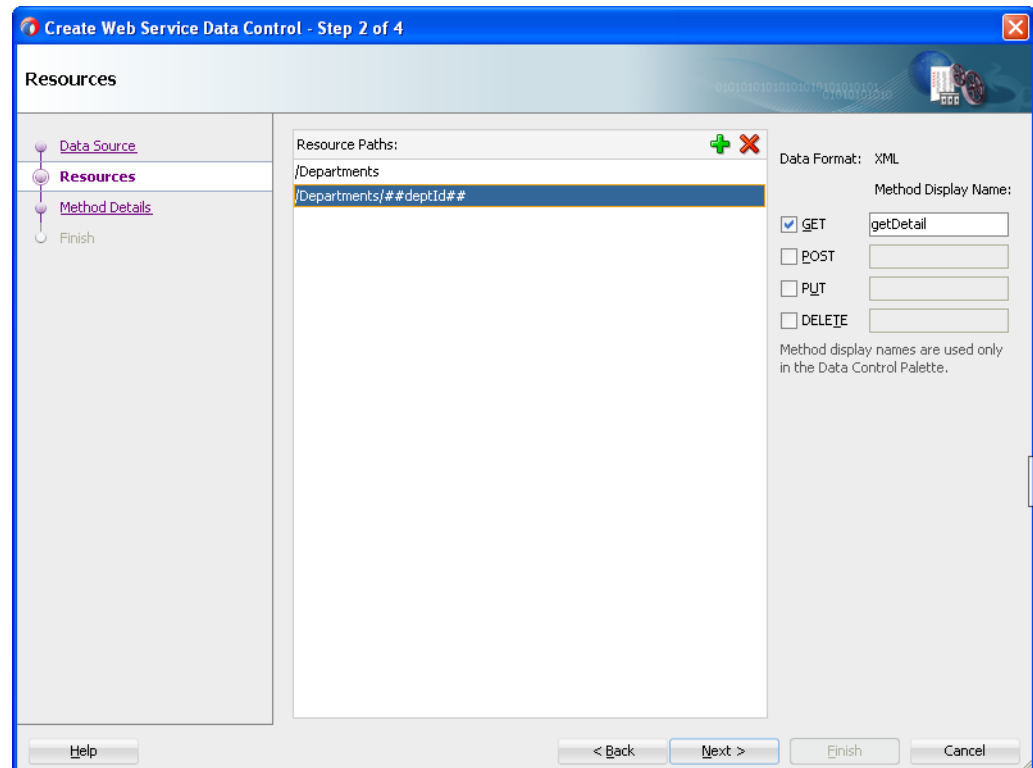 Create Web Service Data Control - Step 2 of 4
Resources
Data Source
Resources
Method Details
Finish
Resource Paths:
/Departments
/Departments/##deptId##
Data Format: XML
Method Display Name:
GET getDetail
POST
PUT
DELETE
Method display names are used only
in the Data Control Palette.
Help
< Back
Next >
Finish
Cancel